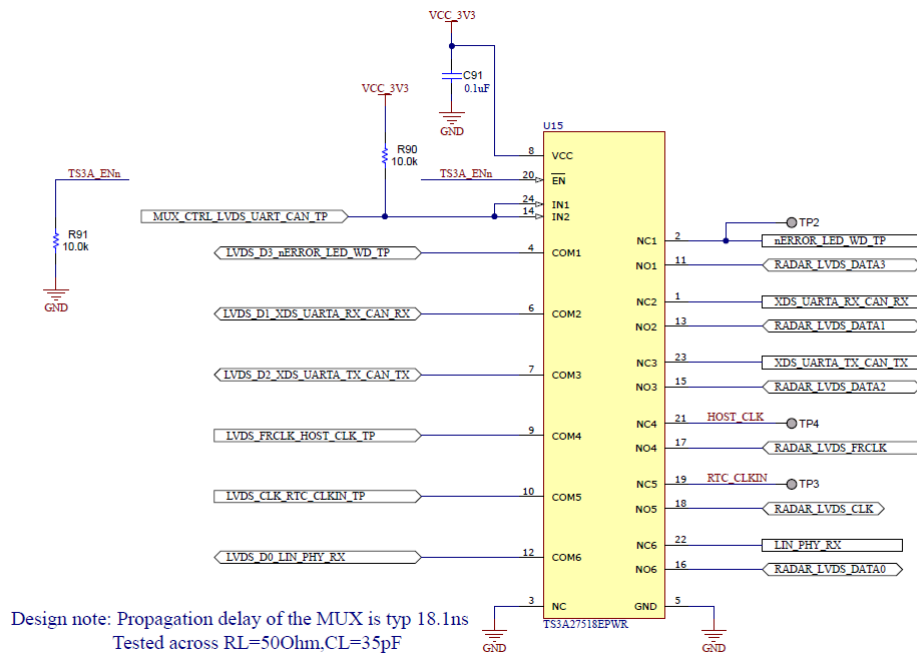 VCC_3V3
C91
0.1uF
GND
VCC_3V3
R90
10.0k
TS3A_ENn
R91
10.0k
GND
TS3A_ENn
MUX_CTRL_LVDS_UART_CAN_TP
LVDS_D3_nERROR_LED_WD_TP
LVDS_D1_XDS_UARTA_RX_CAN_RX
LVDS_D2_XDS_UARTA_TX_CAN_TX
LVDS_FRCLK_HOST_CLK_TP
LVDS_CLK_RTC_CLKIN_TP
LVDS_D0_LIN_PHY_RX
U15
8 VCC
20 EN
24 IN1
14 IN2
4 COM1
6 COM2
7 COM3
9 COM4
10 COM5
12 COM6
3 NC
GND
NC1 2 nERROR_LED_WD_TP
TP2
NO1 11 RADAR_LVDS_DATA3
NC2 1 XDS_UARTA_RX_CAN_RX
NO2 13 RADAR_LVDS_DATA1
NC3 23 XDS_UARTA_TX_CAN_TX
NO3 15 RADAR_LVDS_DATA2
NC4 21 HOST_CLK TP4
NO4 17 RADAR_LVDS_FRCLK
NC5 19 RTC_CLKIN TP3
NO5 18 RADAR_LVDS_CLK
NC6 22 LIN_PHY_RX
NO6 16 RADAR_LVDS_DATA0
GND 5
GND
TS3A27518EPWR
Design note: Propagation delay of the MUX is typ 18.1ns
Tested across RL=50Ohm,CL=35pF